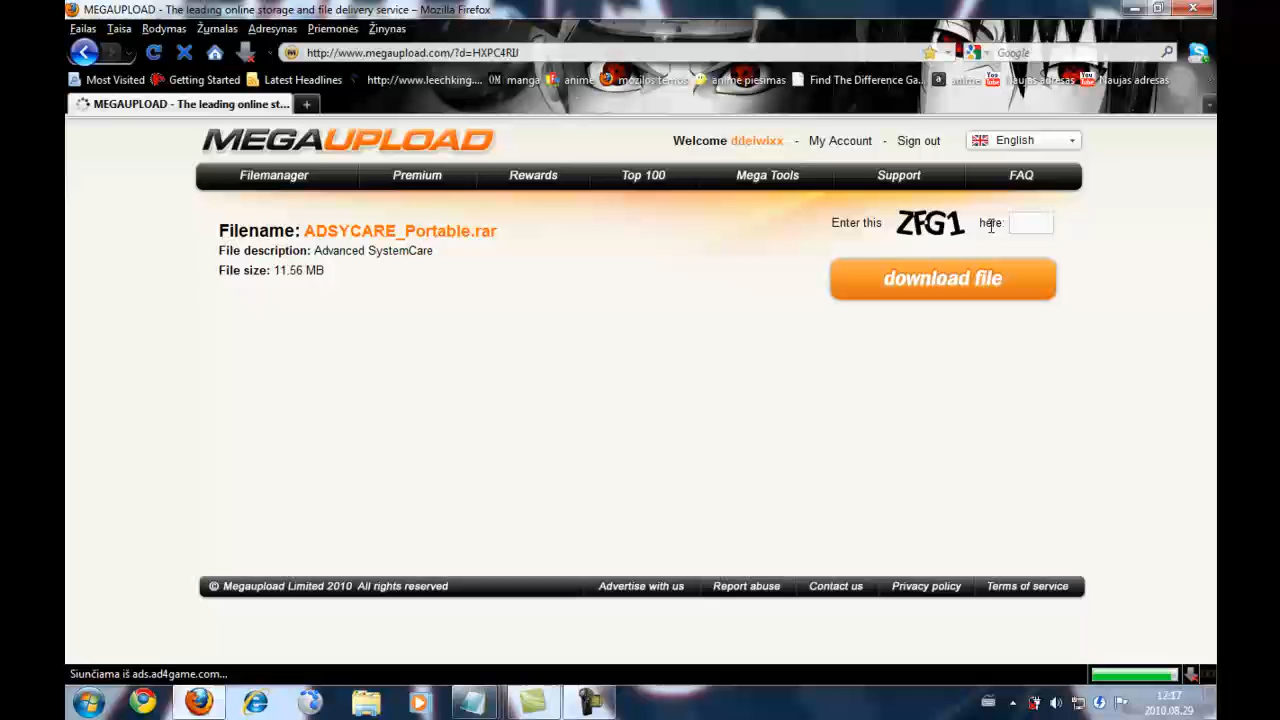 MEGAUPLOAD - The leading online storage and file delivery service – Mozilla Firefox
Failas Taisa Rodymas Žurnalas Adresynas Priemonės Žinynas
http://www.megaupload.com/?d=HXPC4RIJ Google
Most Visited Getting Started Latest Headlines http://www.leechking.... manga anime mozilos temos anime piesimas Find The Difference Ga... anime Naujas adresas Naujas adresas
MEGAUPLOAD - The leading online st...
MEGAUPLOAD Welcome ddeiwixx - My Account - Sign out English
Filemanager Premium Rewards Top 100 Mega Tools Support FAQ
Enter this ZFG1 here:
Filename: ADSYCARE_Portable.rar
File description: Advanced SystemCare
File size: 11.56 MB
download file
© Megaupload Limited 2010 All rights reserved Advertise with us Report abuse Contact us Privacy policy Terms of service
Siunčiama iš ads.ad4game.com...
12:17
2010.08.29